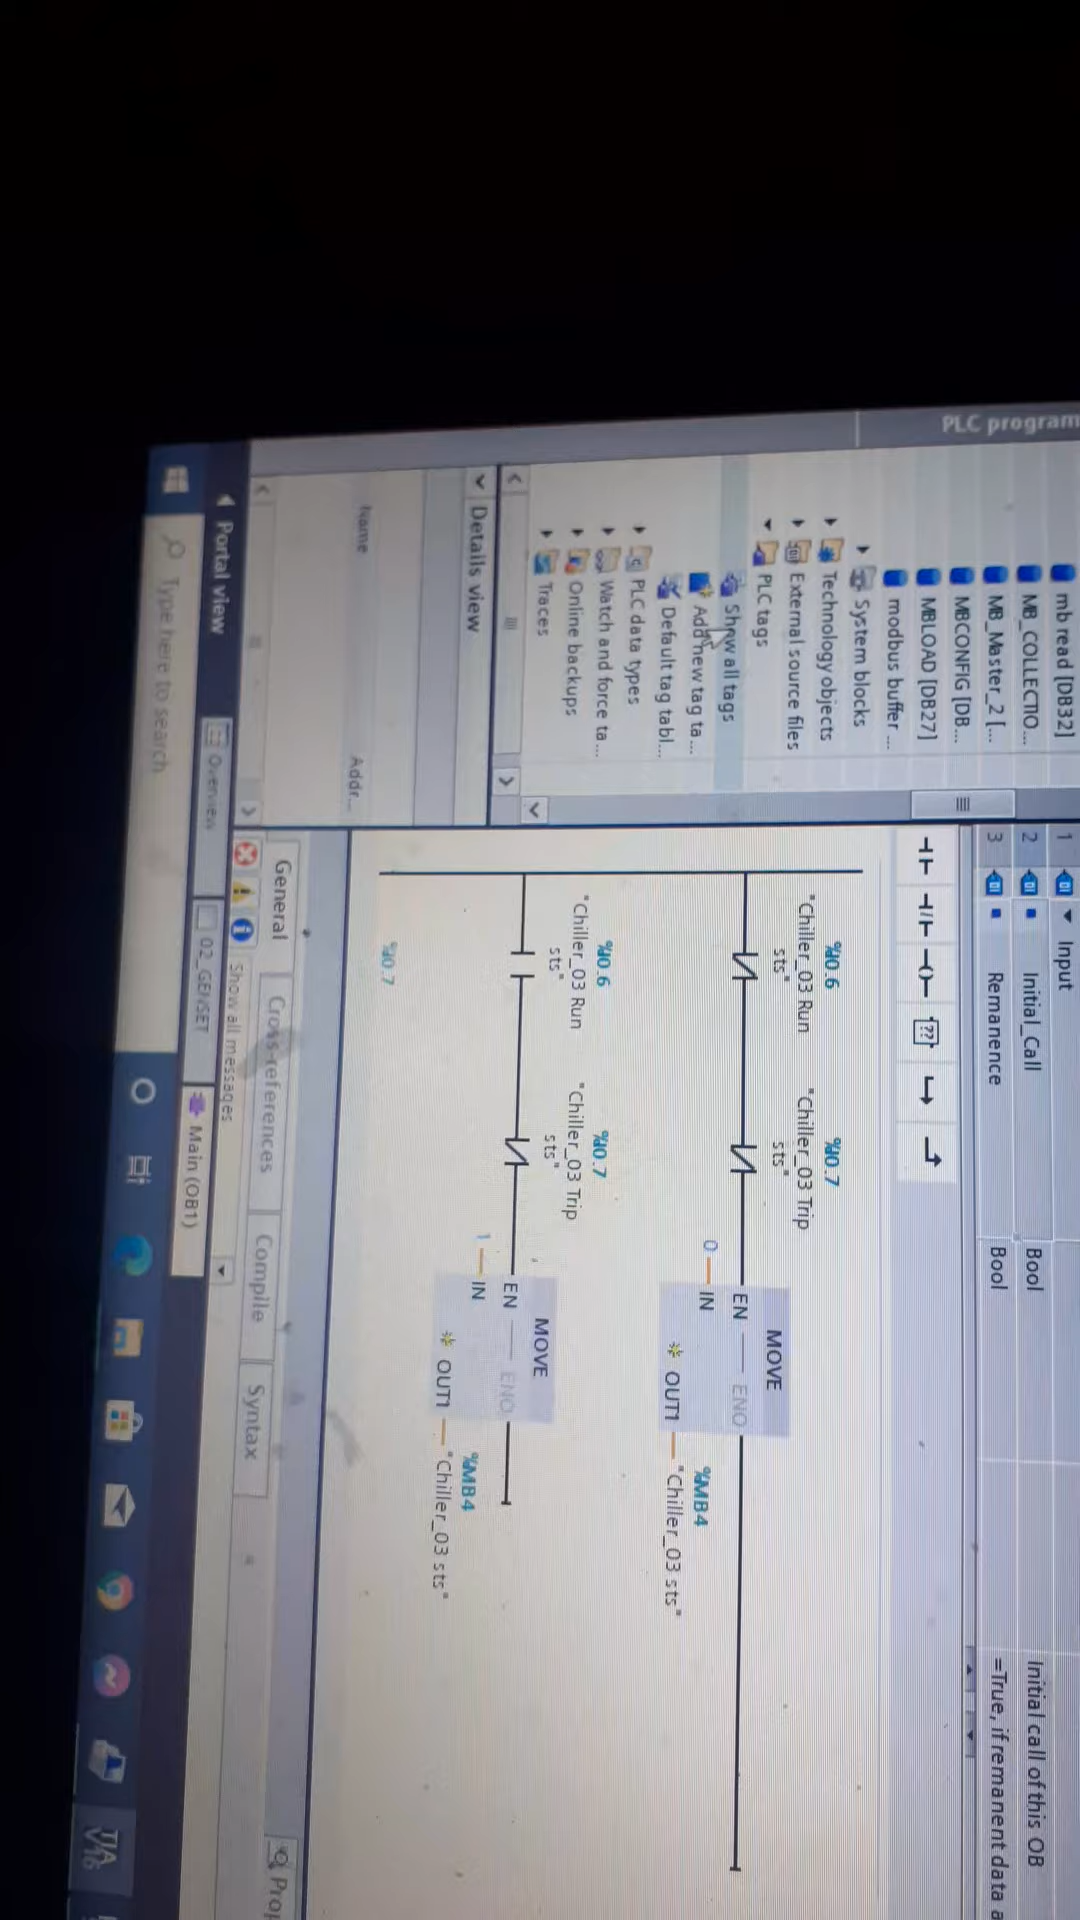 PLC program
mb read [DB32]
MB_COLLECTIO...
MB_Master_2 [...
MBCONFIG [DB...
MBLOAD [DB27]
modbus buffer ...
System blocks
Technology objects
External source files
PLC tags
Show all tags
Add new tag ta...
Default tag tabl...
PLC data types
Watch and force ta...
Online backups
Traces
Details view
Name
Addr...
1 Input
2 Initial_Call Bool Initial call of this OB
3 Remanence Bool =True, if remanent data a
??
%I0.6
"Chiller_03 Run
sts"
%I0.7
"Chiller_03 Trip
sts"
MOVE
EN ENO
0 IN
%MB4
OUT1 "Chiller_03 sts"
%I0.6
"Chiller_03 Run
sts"
%I0.7
"Chiller_03 Trip
sts"
MOVE
EN ENO
1 IN
%MB4
OUT1 "Chiller_03 sts"
%I0.7
General Cross-references Compile Syntax
Show all messages
Portal view Overview 02_GENSET Main (OB1)
Type here to search
TIA
V16